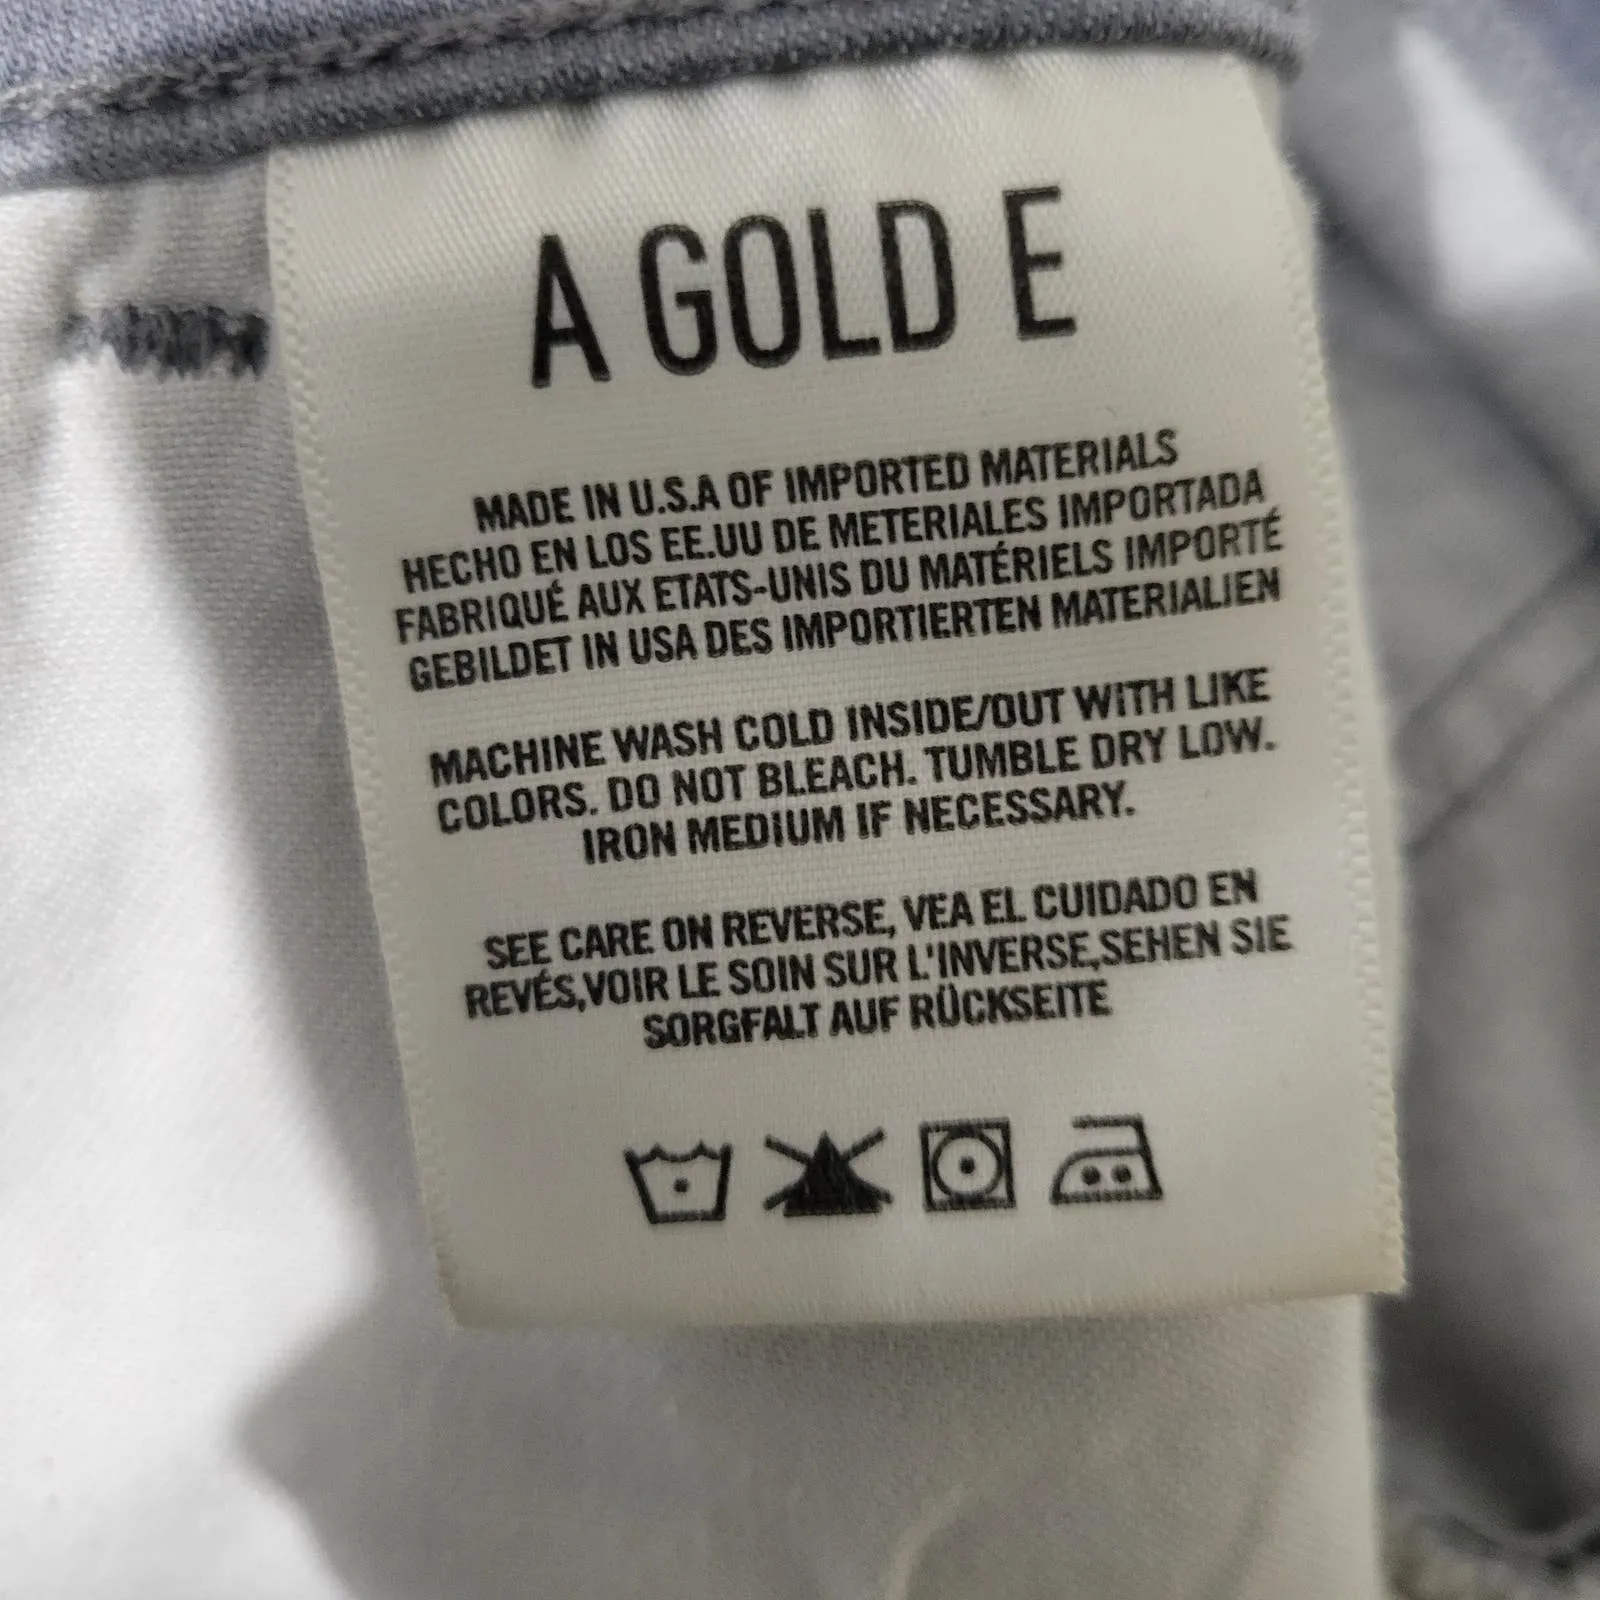 A GOLD E
MADE IN U.S.A OF IMPORTED MATERIALS
HECHO EN LOS EE.UU DE METERIALES IMPORTADA
FABRIQUÉ AUX ETATS-UNIS DU MATÉRIELS IMPORTÉ
GEBILDET IN USA DES IMPORTIERTEN MATERIALIEN
MACHINE WASH COLD INSIDE/OUT WITH LIKE
COLORS. DO NOT BLEACH. TUMBLE DRY LOW.
IRON MEDIUM IF NECESSARY.
SEE CARE ON REVERSE, VEA EL CUIDADO EN
REVÉS,VOIR LE SOIN SUR L'INVERSE,SEHEN SIE
SORGFALT AUF RÜCKSEITE